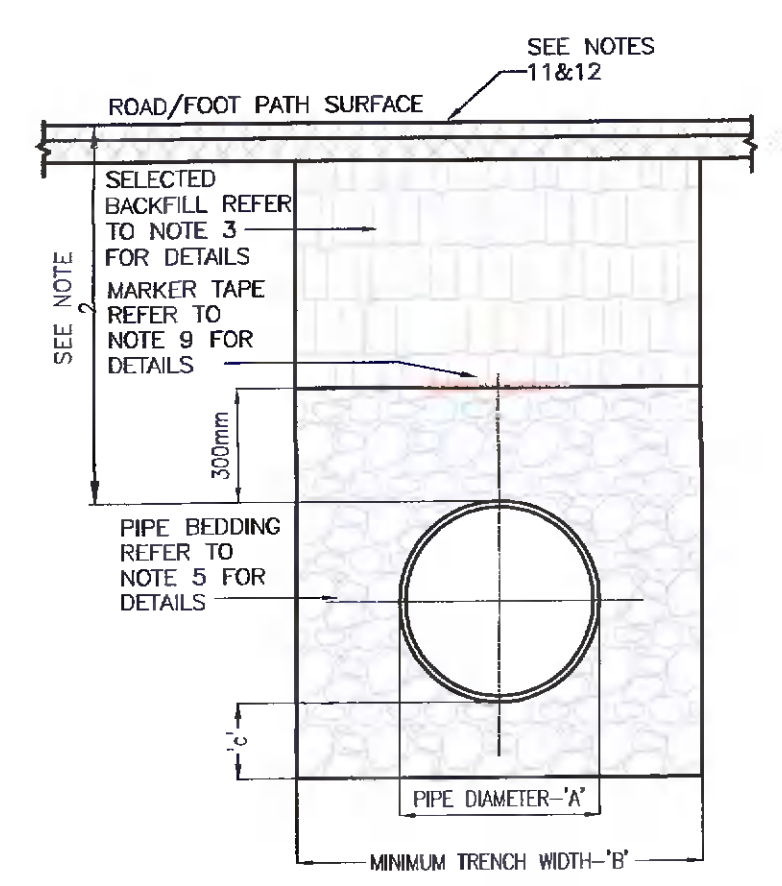 SEE NOTES
11&12
ROAD/FOOT PATH SURFACE
SELECTED
BACKFILL REFER
TO NOTE 3
FOR DETAILS
MARKER TAPE
REFER TO
NOTE 9 FOR
DETAILS
SEE NOTE
2
300mm
PIPE BEDDING
REFER TO
NOTE 5 FOR
DETAILS
'c'
PIPE DIAMETER-'A'
MINIMUM TRENCH WIDTH-'B'